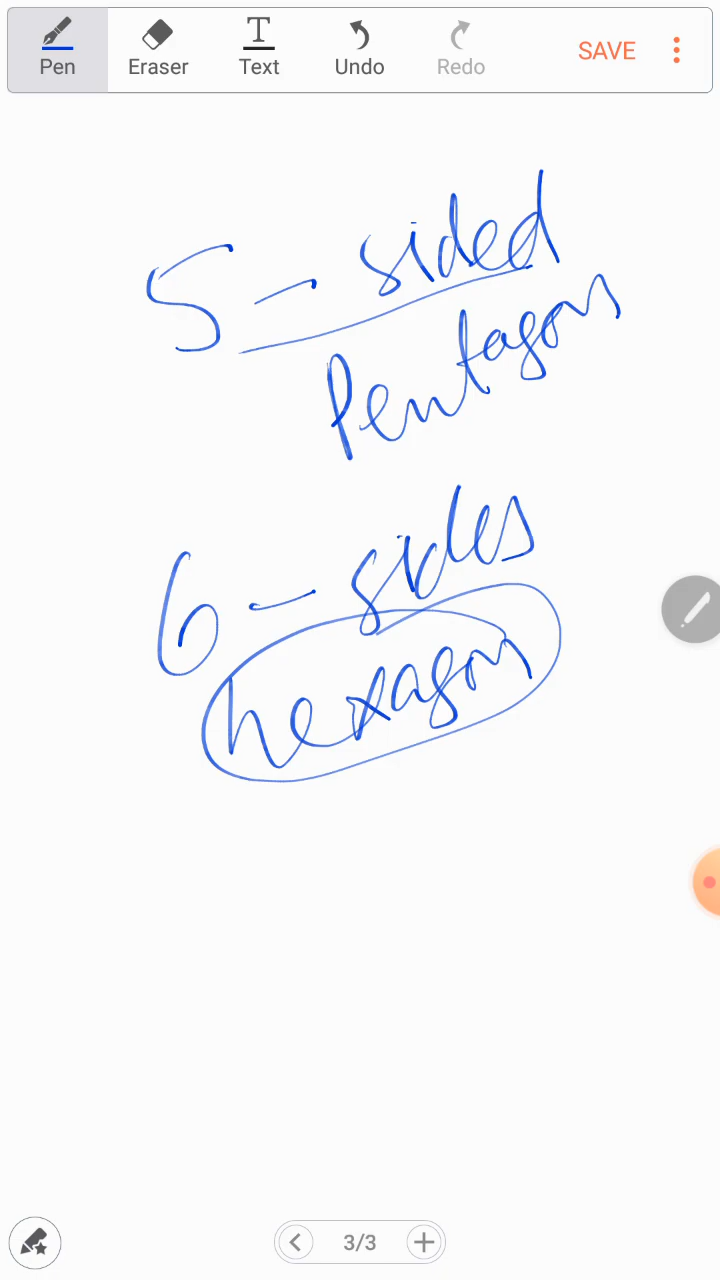 Pen Eraser Text Undo Redo SAVE
5 - sided
Pentagon
6 - sides
hexagon
3/3